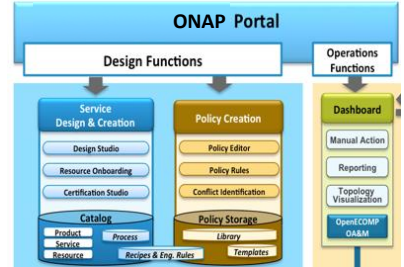 ONAP Portal
Design Functions
Operations
Functions
Service
Design & Creation
Design Studio
Resource Onboarding
Certification Studio
Catalog
Product
Service
Resource
Process
Recipes & Eng. Rules
Policy Creation
Policy Editor
Policy Rules
Conflict Identification
Policy Storage
Library
Templates
Dashboard
Manual Action
Reporting
Topology
Visualization
OpenECOMP
OA&M